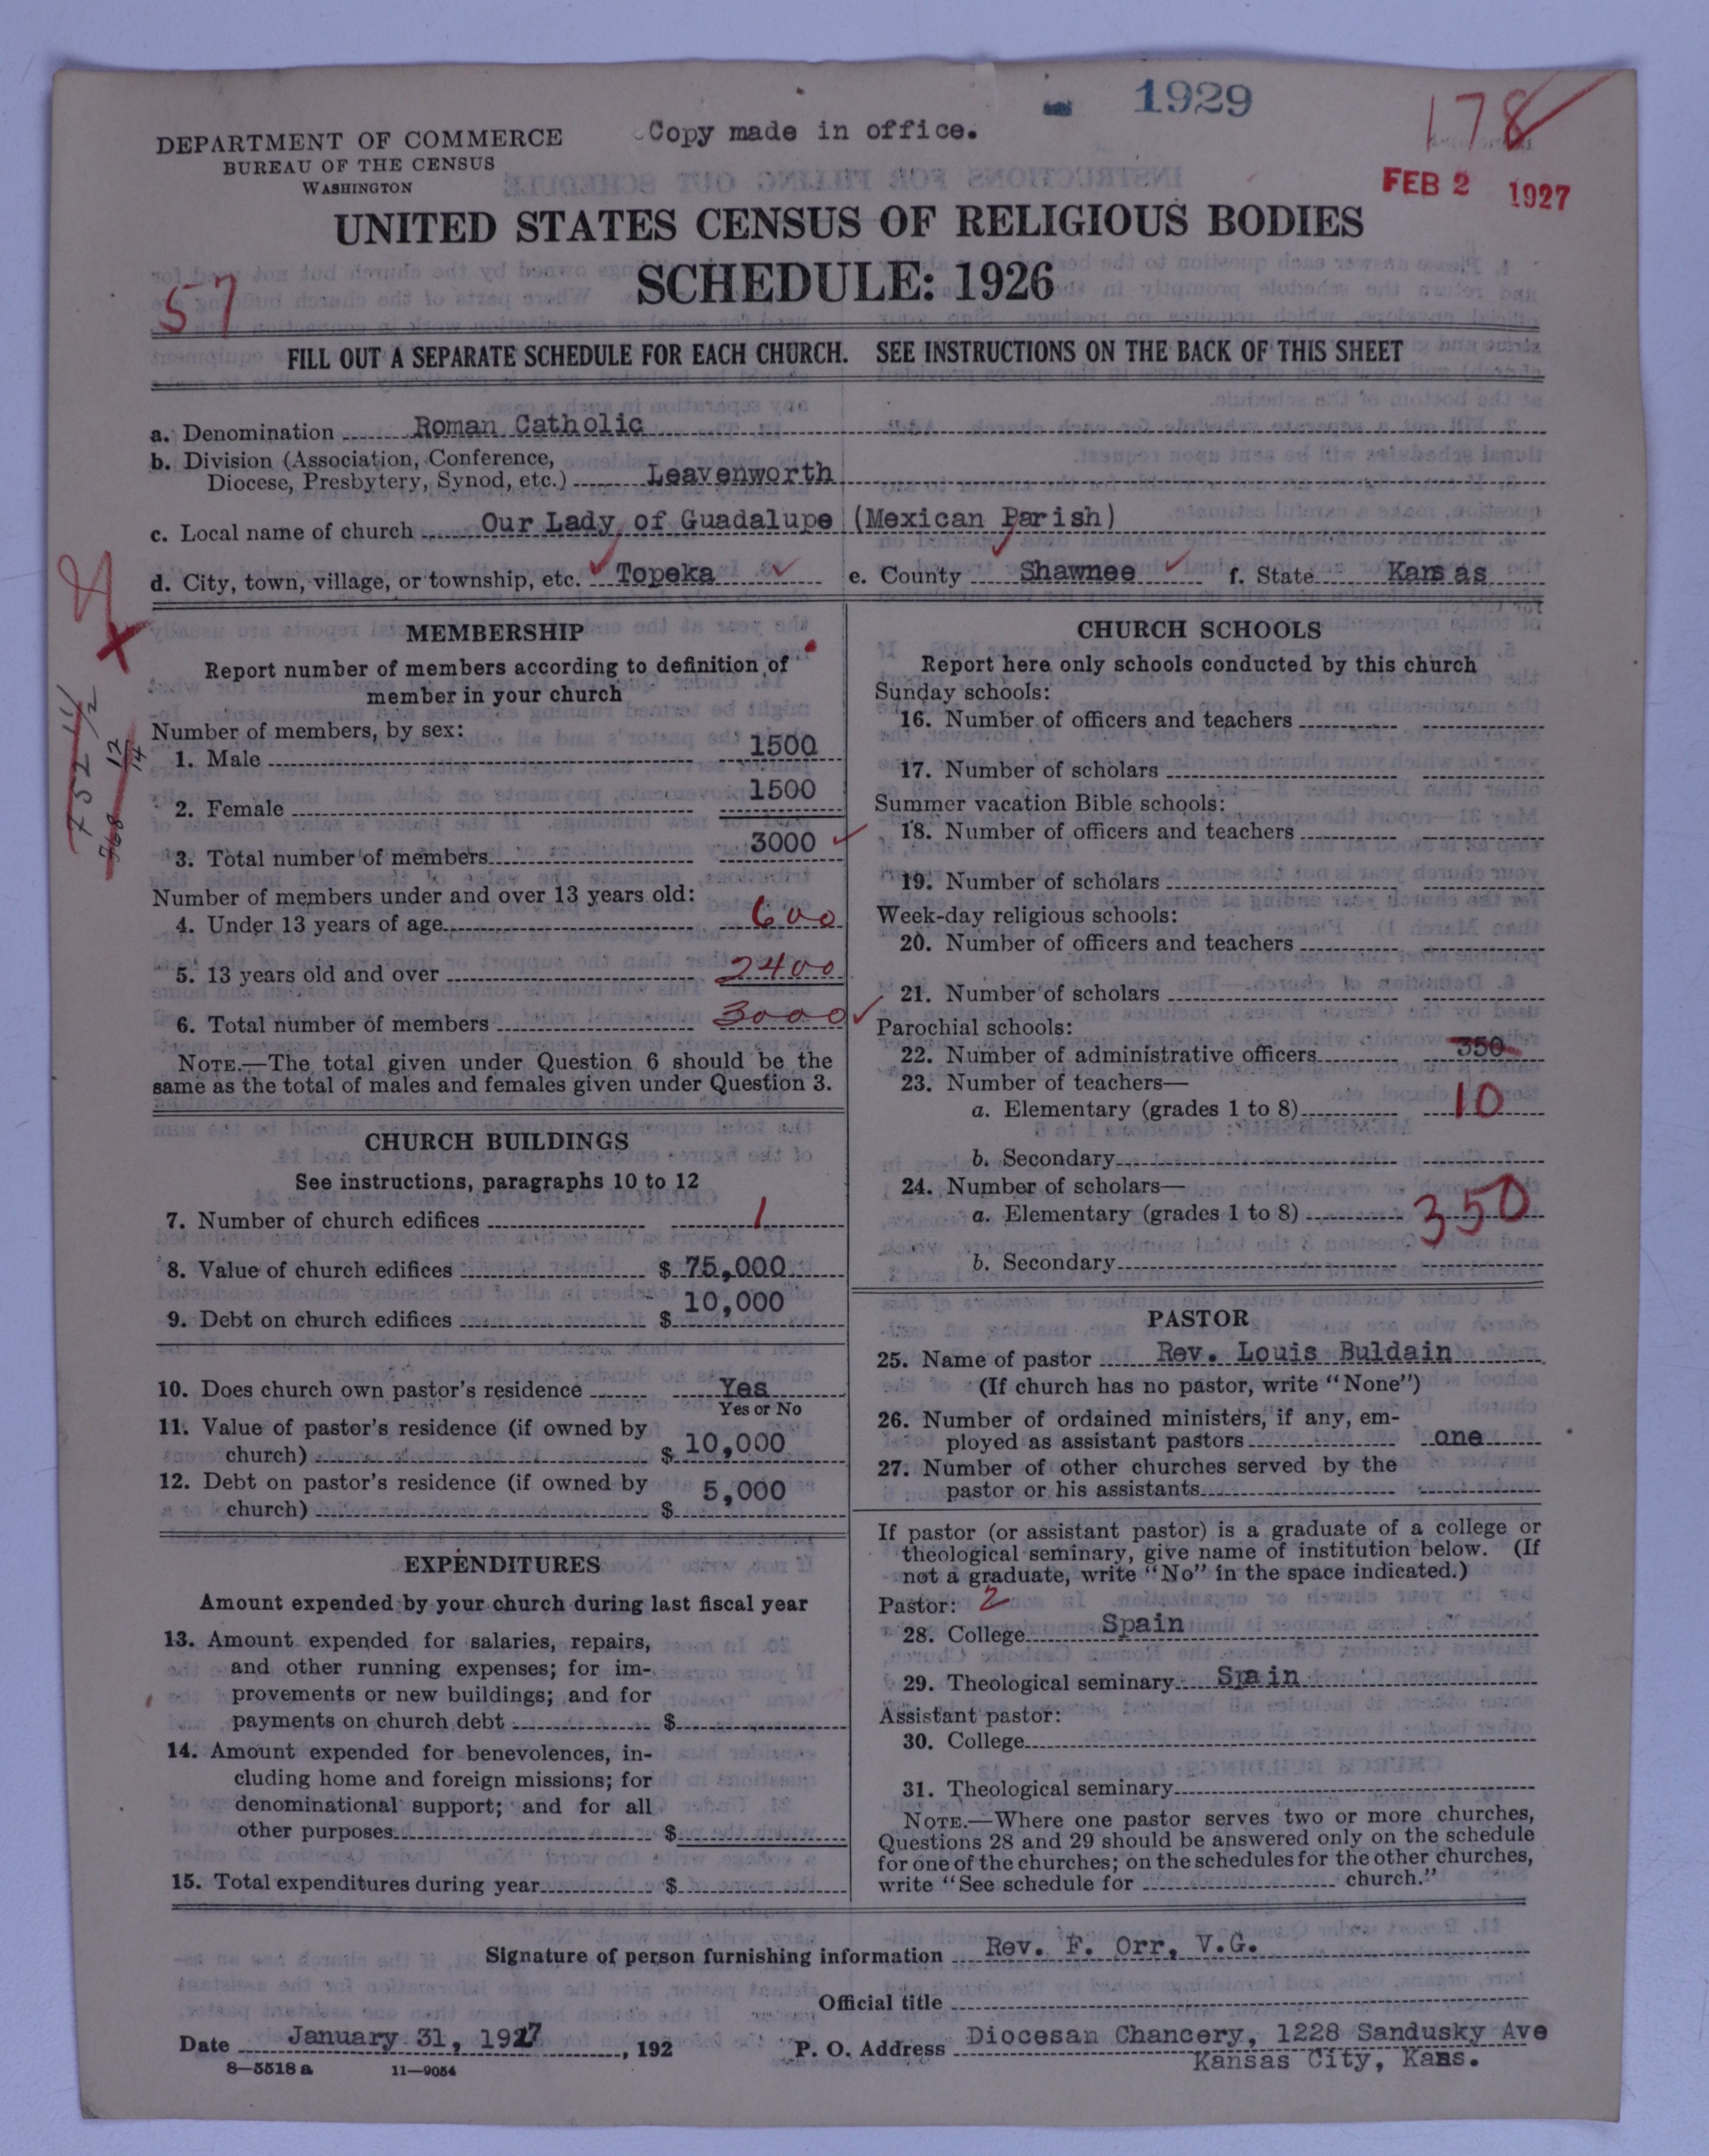 1929
Copy made in office.
178
DEPARTMENT OF COMMERCE
BUREAU OF THE CENSUS
WASHINGTON
FEB 2 1927
UNITED STATES CENSUS OF RELIGIOUS BODIES
SCHEDULE: 1926
57
FILL OUT A SEPARATE SCHEDULE FOR EACH CHURCH. SEE INSTRUCTIONS ON THE BACK OF THIS SHEET
a. Denomination Roman Catholic
b. Division (Association, Conference,
Diocese, Presbytery, Synod, etc.) Leavenworth
c. Local name of church Our Lady of Guadalupe (Mexican Parish)
d. City, town, village, or township, etc. Topeka e. County Shawnee f. State Kansas
MEMBERSHIP
Report number of members according to definition of
member in your church
Number of members, by sex:
1. Male 1500
2. Female 1500
3. Total number of members 3000
Number of members under and over 13 years old:
4. Under 13 years of age 600
5. 13 years old and over 2400
6. Total number of members 3000
NOTE.—The total given under Question 6 should be the
same as the total of males and females given under Question 3.
CHURCH BUILDINGS
See instructions, paragraphs 10 to 12
7. Number of church edifices 1
8. Value of church edifices $ 75,000
9. Debt on church edifices $ 10,000
10. Does church own pastor's residence Yes
Yes or No
11. Value of pastor's residence (if owned by
church) $ 10,000
12. Debt on pastor's residence (if owned by
church) $ 5,000
EXPENDITURES
Amount expended by your church during last fiscal year
13. Amount expended for salaries, repairs,
and other running expenses; for im-
provements or new buildings; and for
payments on church debt $
14. Amount expended for benevolences, in-
cluding home and foreign missions; for
denominational support; and for all
other purposes $
15. Total expenditures during year $
CHURCH SCHOOLS
Report here only schools conducted by this church
Sunday schools:
16. Number of officers and teachers
17. Number of scholars
Summer vacation Bible schools:
18. Number of officers and teachers
19. Number of scholars
Week-day religious schools:
20. Number of officers and teachers
21. Number of scholars
Parochial schools:
22. Number of administrative officers 350
23. Number of teachers—
a. Elementary (grades 1 to 8) 10
b. Secondary
24. Number of scholars—
a. Elementary (grades 1 to 8) 350
b. Secondary
PASTOR
25. Name of pastor Rev. Louis Buldain
(If church has no pastor, write "None")
26. Number of ordained ministers, if any, em-
ployed as assistant pastors one
27. Number of other churches served by the
pastor or his assistants
If pastor (or assistant pastor) is a graduate of a college or
theological seminary, give name of institution below. (If
not a graduate, write "No" in the space indicated.)
Pastor: 2
28. College Spain
29. Theological seminary Spain
Assistant pastor:
30. College
31. Theological seminary
NOTE.—Where one pastor serves two or more churches,
Questions 28 and 29 should be answered only on the schedule
for one of the churches; on the schedules for the other churches,
write "See schedule for church."
Signature of person furnishing information Rev. F. Orr, V.G.
Official title
Date January 31, 1927, 192 P. O. Address Diocesan Chancery, 1228 Sandusky Ave
Kansas City, Kans.
8—5518 a 11—9054